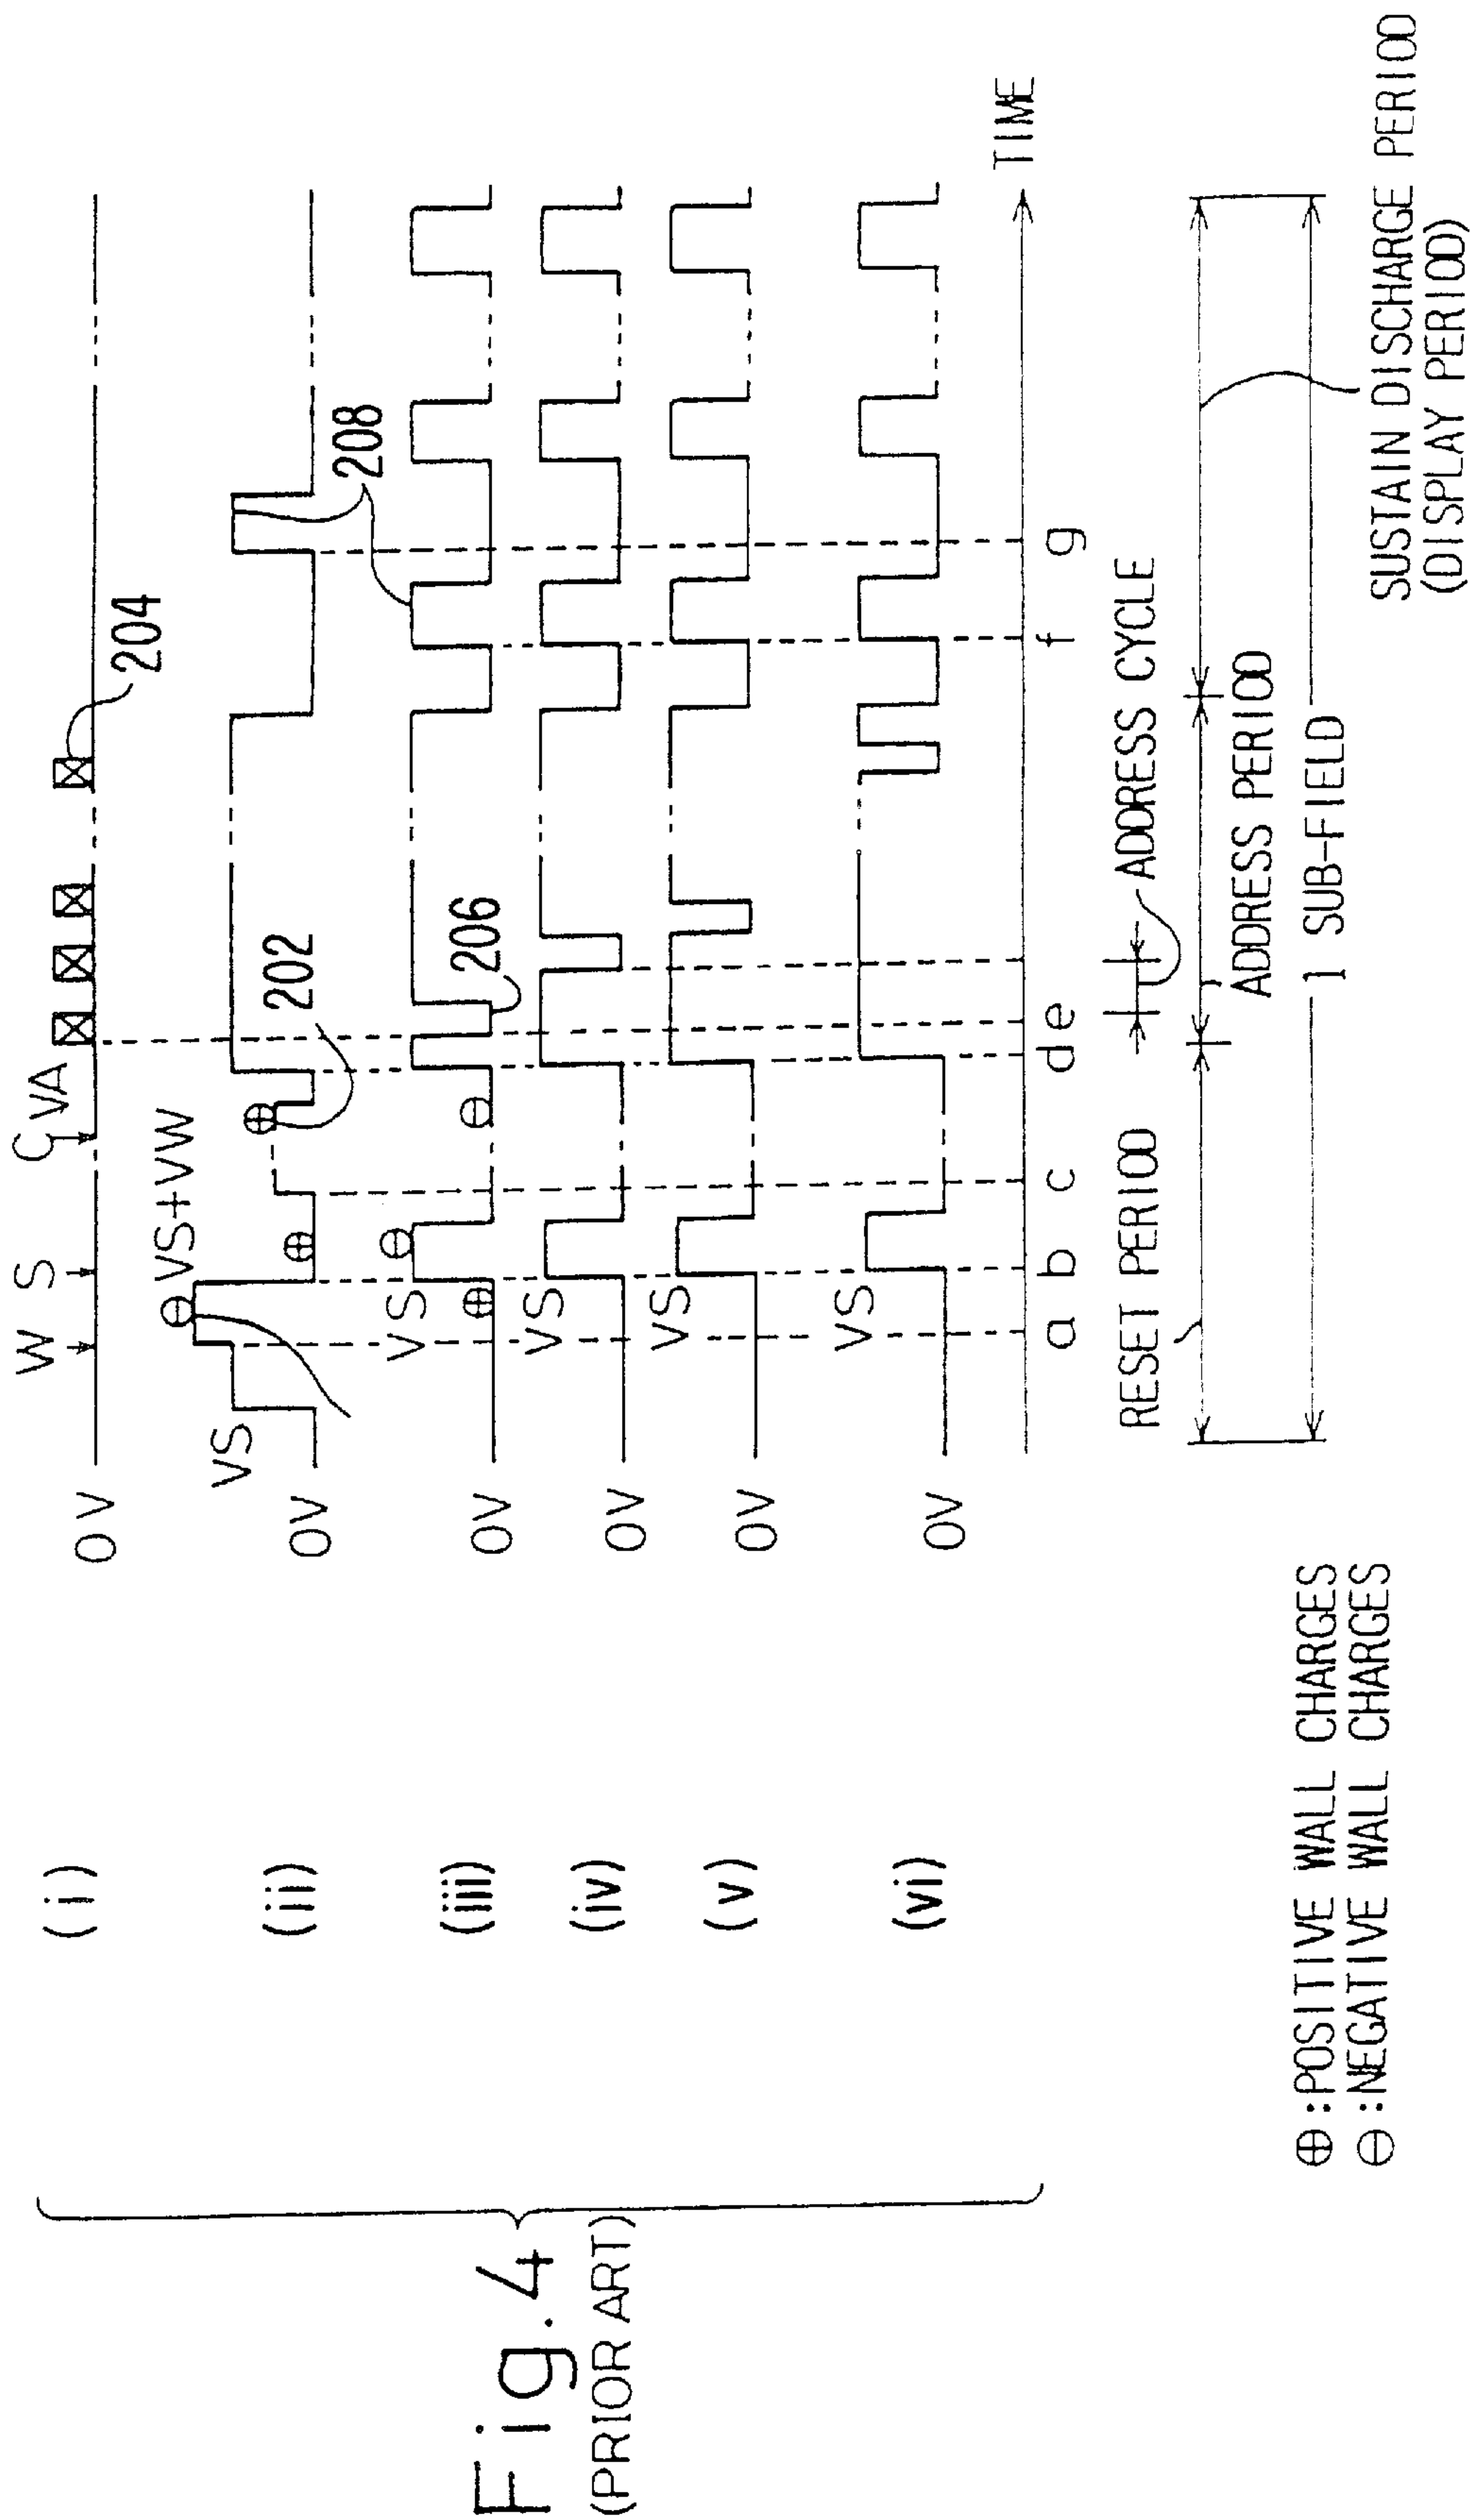 Fig. 4
(PRIOR ART)
(i)
0V
W
S
C
VA
204
(ii)
0V
VS
VS+VW
202
208
(iii)
0V
VS
⊖
⊕
⊕
⊖
⊕
⊖
206
(iv)
0V
VS
(v)
0V
VS
(vi)
0V
VS
TIME
a b c d e f g
RESET PERIOD
ADDRESS CYCLE
ADDRESS PERIOD
1 SUB-FIELD
SUSTAIN DISCHARGE PERIOD
(DISPLAY PERIOD)
⊕:POSITIVE WALL CHARGES
⊖:NEGATIVE WALL CHARGES